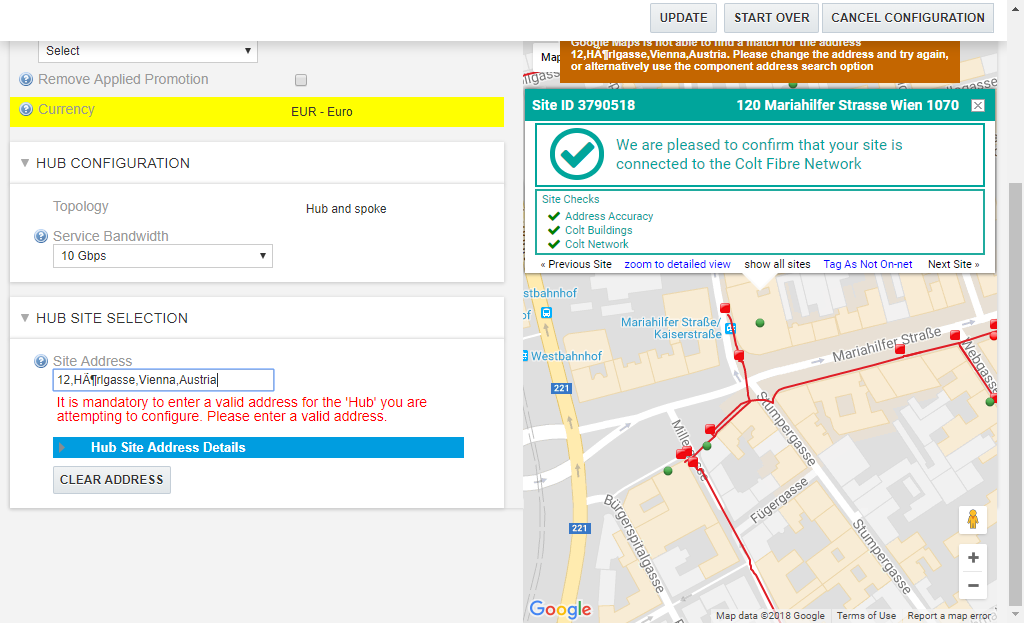 UPDATE
START OVER
CANCEL CONFIGURATION
Select
Remove Applied Promotion
Currency
EUR - Euro
HUB CONFIGURATION
Topology
Hub and spoke
Service Bandwidth
10 Gbps
HUB SITE SELECTION
Site Address
12,HÃ¶rlgasse,Vienna,Austria
It is mandatory to enter a valid address for the 'Hub' you are
attempting to configure. Please enter a valid address.
Hub Site Address Details
CLEAR ADDRESS
Map
Google Maps is not able to find a match for the address
12,HÃ¶rlgasse,Vienna,Austria. Please change the address and try again,
or alternatively use the component address search option
Site ID 3790518
120 Mariahilfer Strasse Wien 1070
We are pleased to confirm that your site is
connected to the Colt Fibre Network
Site Checks
Address Accuracy
Colt Buildings
Colt Network
« Previous Site
zoom to detailed view
show all sites
Tag As Not On-net
Next Site »
stbahnhof
of
Mariahilfer Straße/
Kaiserstraße
Westbahnhof
Mariahilfer Straße
Webgasse
221
Stumpergasse
Fügergasse
Bürgerspitalgasse
221
Stumpergasse
Google
Map data ©2018 Google
Terms of Use
Report a map error